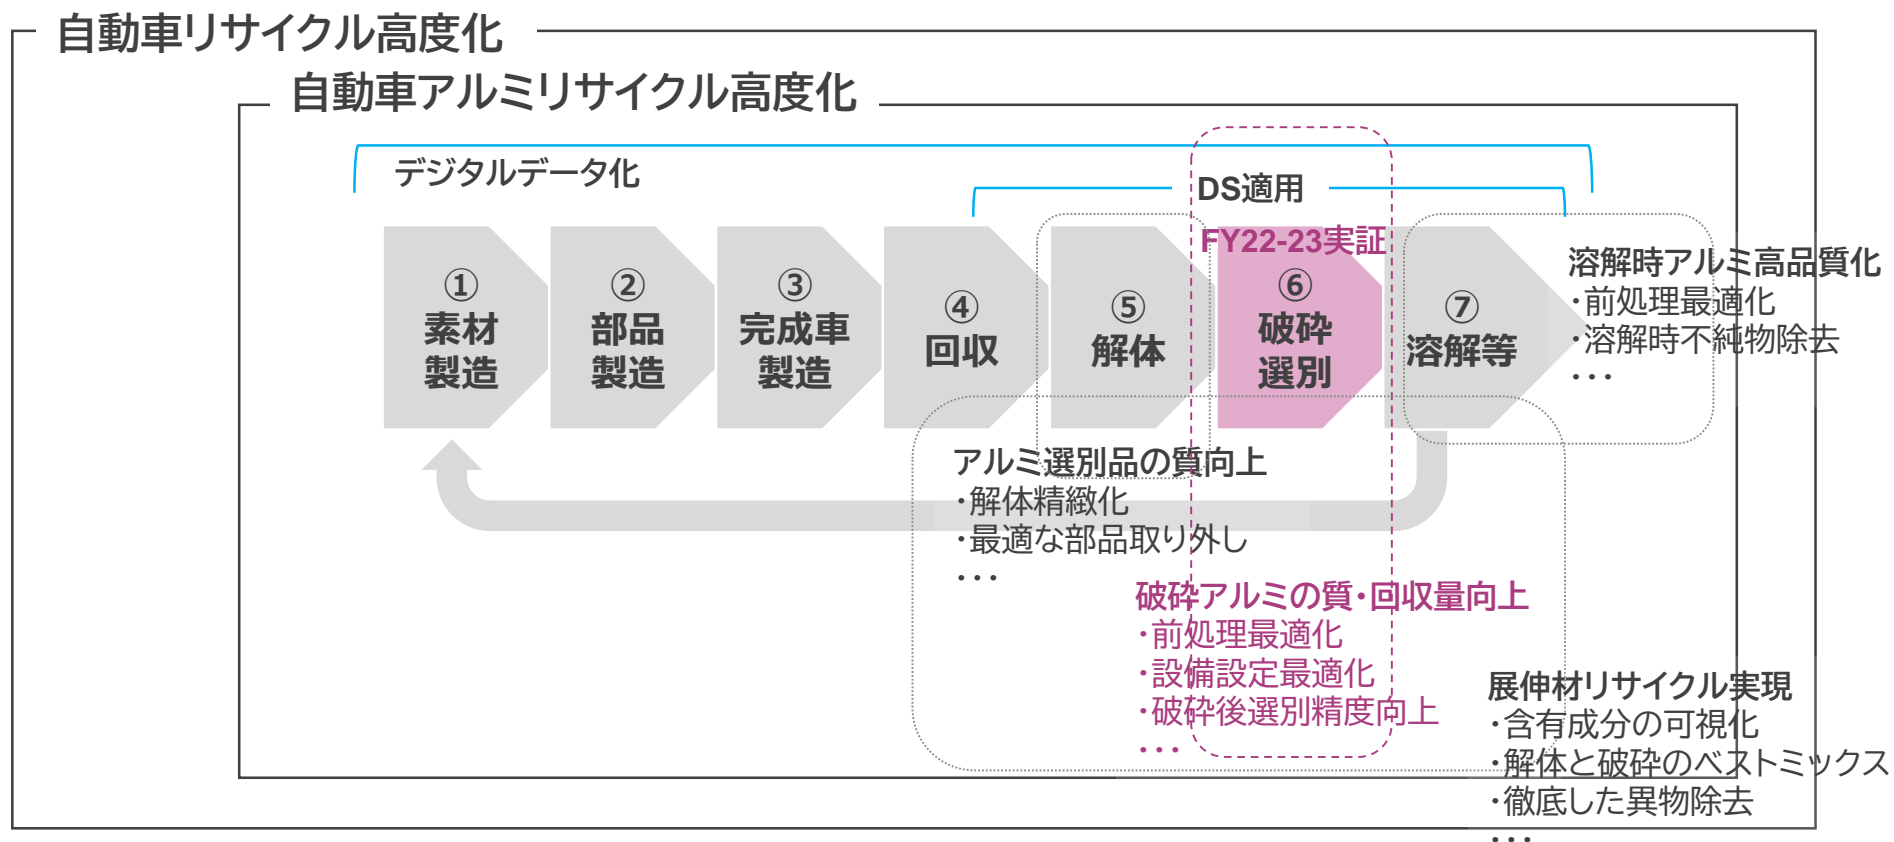 自動車リサイクル高度化
自動車アルミリサイクル高度化
デジタルデータ化
DS適用
FY22-23実証
①
素材
製造
②
部品
製造
③
完成車
製造
④
回収
⑤
解体
⑥
破砕
選別
⑦
溶解等
溶解時アルミ高品質化
・前処理最適化
・溶解時不純物除去
・・・
アルミ選別品の質向上
・解体精緻化
・最適な部品取り外し
・・・
破砕アルミの質・回収量向上
・前処理最適化
・設備設定最適化
・破砕後選別精度向上
・・・
展伸材リサイクル実現
・含有成分の可視化
・解体と破砕のベストミックス
・徹底した異物除去
・・・